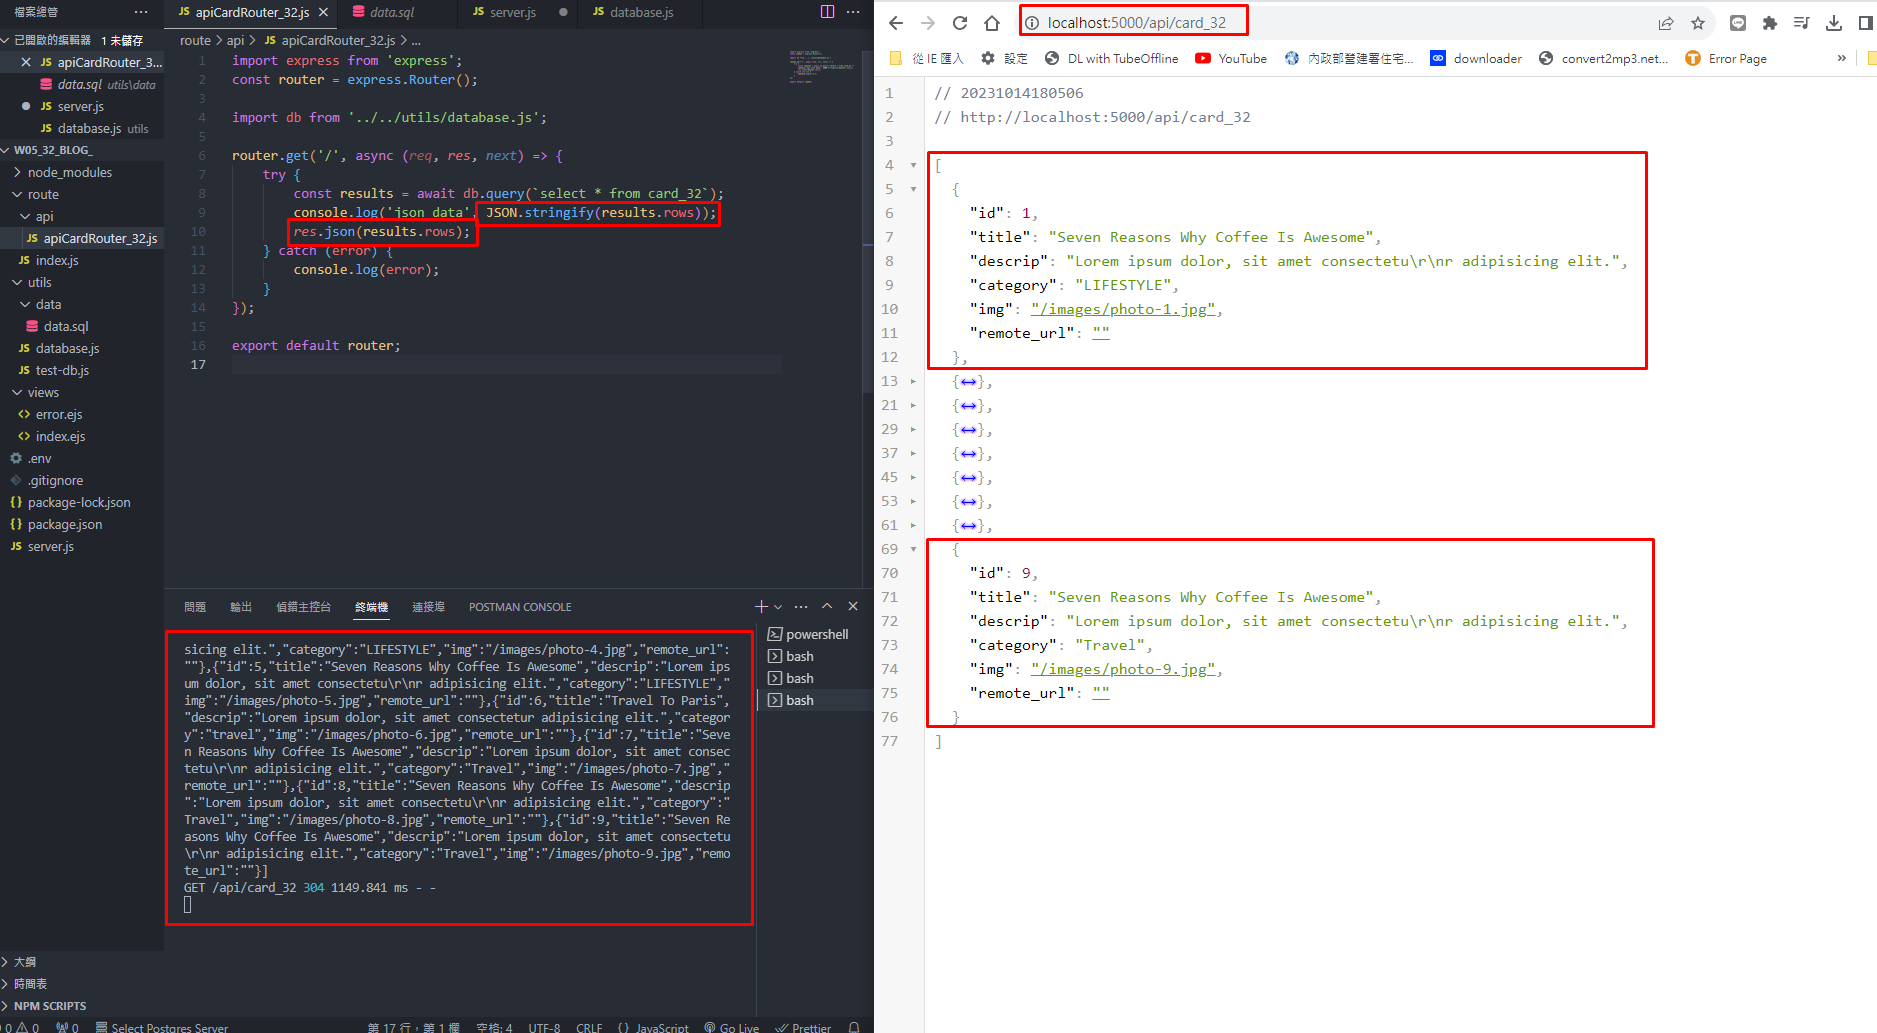 檔案總管 ···
已開啟的編輯器 1 未儲存
× JS apiCardRouter_3...
data.sql utils\data
● JS server.js
JS database.js utils
W05_32_BLOG_
node_modules
route
api
JS apiCardRouter_32.js
JS index.js
utils
data
data.sql
JS database.js
JS test-db.js
views
<> error.ejs
<> index.ejs
.env
.gitignore
{} package-lock.json
{} package.json
JS server.js
大綱
時間表
NPM SCRIPTS
JS apiCardRouter_32.js × data.sql JS server.js ● JS database.js ···
route > api > JS apiCardRouter_32.js > ...
1 import express from 'express';
2 const router = express.Router();
3
4 import db from '../../utils/database.js';
5
6 router.get('/', async (req, res, next) => {
7 try {
8 const results = await db.query(`select * from card_32`);
9 console.log('json data', JSON.stringify(results.rows));
10 res.json(results.rows);
11 } catch (error) {
12 console.log(error);
13 }
14 });
15
16 export default router;
17
問題 輸出 偵錯主控台 終端機 連接埠 POSTMAN CONSOLE
sicing elit.","category":"LIFESTYLE","img":"/images/photo-4.jpg","remote_url":
""},{"id":5,"title":"Seven Reasons Why Coffee Is Awesome","descrip":"Lorem ips
um dolor, sit amet consectetu\r\nr adipisicing elit.","category":"LIFESTYLE","
img":"/images/photo-5.jpg","remote_url":""},{"id":6,"title":"Travel To Paris",
"descrip":"Lorem ipsum dolor, sit amet consectetur adipisicing elit.","categor
y":"travel","img":"/images/photo-6.jpg","remote_url":""},{"id":7,"title":"Seve
n Reasons Why Coffee Is Awesome","descrip":"Lorem ipsum dolor, sit amet consec
tetu\r\nr adipisicing elit.","category":"Travel","img":"/images/photo-7.jpg","
remote_url":""},{"id":8,"title":"Seven Reasons Why Coffee Is Awesome","descrip
":"Lorem ipsum dolor, sit amet consectetu\r\nr adipisicing elit.","category":"
Travel","img":"/images/photo-8.jpg","remote_url":""},{"id":9,"title":"Seven Re
asons Why Coffee Is Awesome","descrip":"Lorem ipsum dolor, sit amet consectetu
\r\nr adipisicing elit.","category":"Travel","img":"/images/photo-9.jpg","remo
te_url":""}]
GET /api/card_32 304 1149.841 ms - -
powershell
bash
bash
bash
0 0 0 Select Postgres Server 第 17 行，第 1 欄 空格: 4 UTF-8 CRLF {} JavaScript Go Live Prettier
localhost:5000/api/card_32
從 IE 匯入 設定 DL with TubeOffline YouTube 內政部營建署住宅... downloader convert2mp3.net... Error Page »
1 // 20231014180506
2 // http://localhost:5000/api/card_32
3
4 [
5 {
6 "id": 1,
7 "title": "Seven Reasons Why Coffee Is Awesome",
8 "descrip": "Lorem ipsum dolor, sit amet consectetu\r\nr adipisicing elit.",
9 "category": "LIFESTYLE",
10 "img": "/images/photo-1.jpg",
11 "remote_url": ""
12 },
13 {↔},
21 {↔},
29 {↔},
37 {↔},
45 {↔},
53 {↔},
61 {↔},
69 {
70 "id": 9,
71 "title": "Seven Reasons Why Coffee Is Awesome",
72 "descrip": "Lorem ipsum dolor, sit amet consectetu\r\nr adipisicing elit.",
73 "category": "Travel",
74 "img": "/images/photo-9.jpg",
75 "remote_url": ""
76 }
77 ]